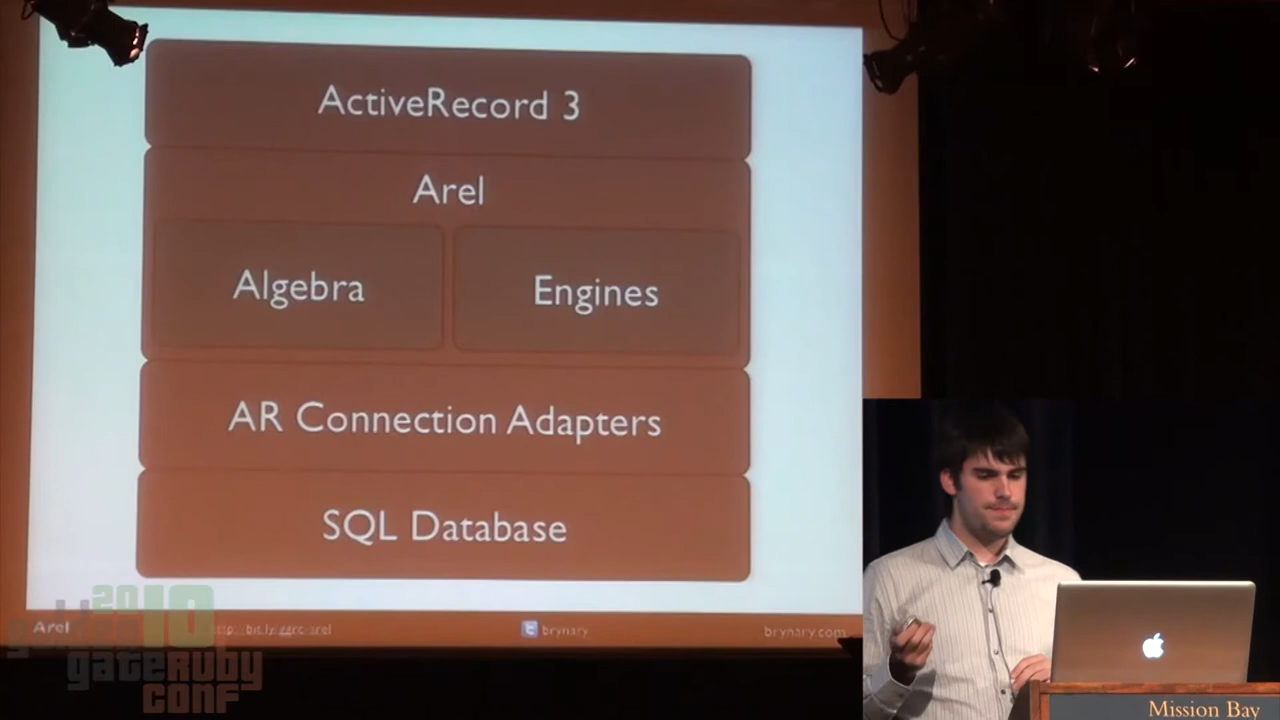 ActiveRecord 3
Arel
Algebra
Engines
AR Connection Adapters
SQL Database
Arel
brynary
brynary.com
2010
golden
gateRuby
CONF
Mission Bay